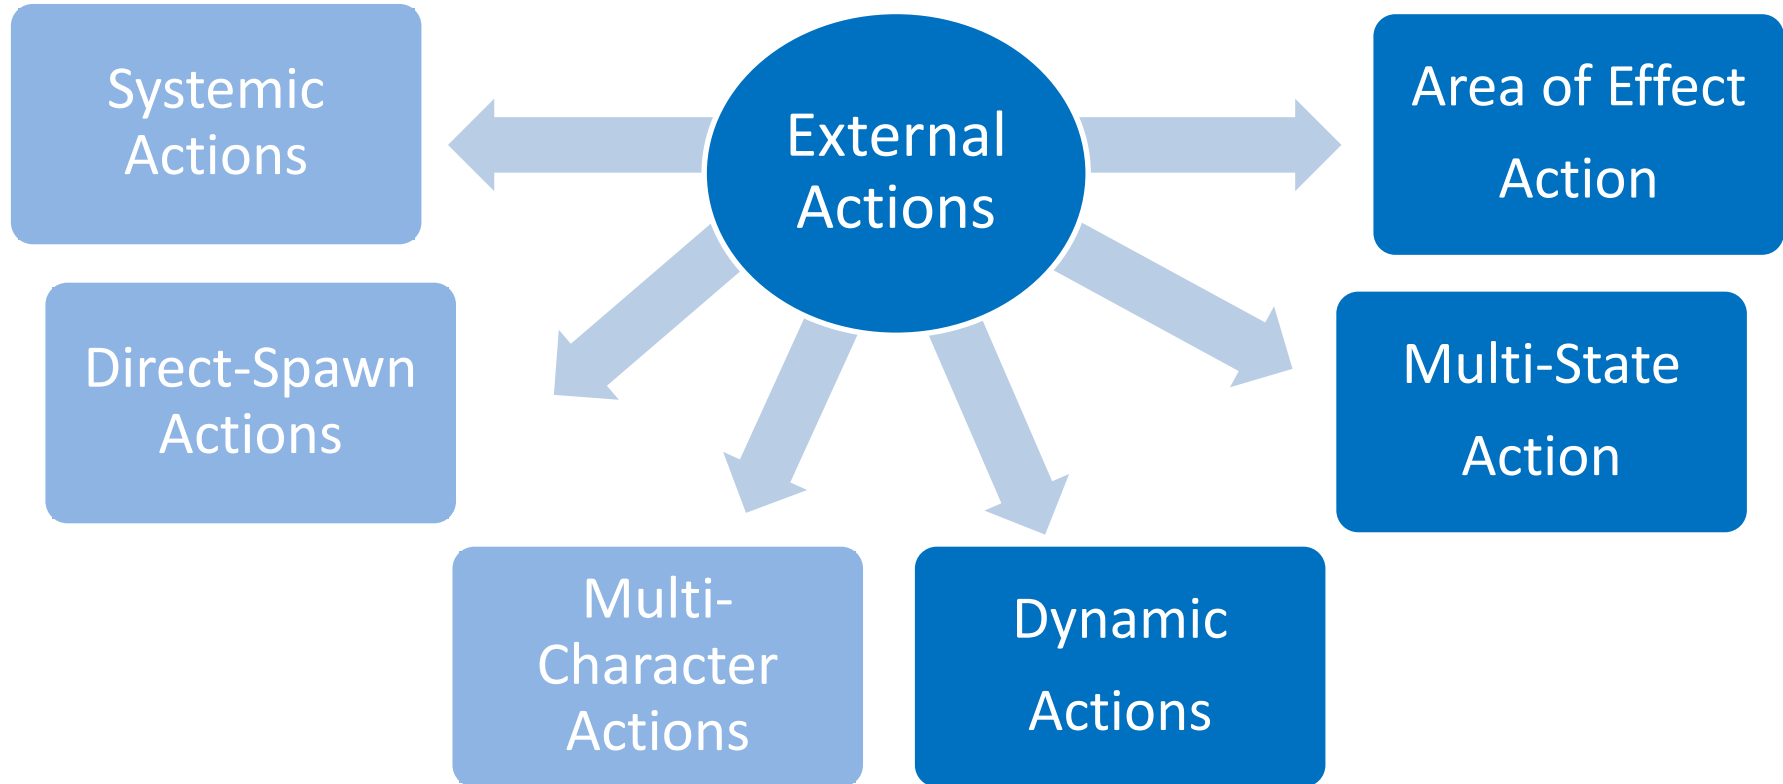 Systemic
Actions
External
Actions
Area of Effect
Action
Direct-Spawn
Actions
Multi-State
Action
Multi-
Character
Actions
Dynamic
Actions